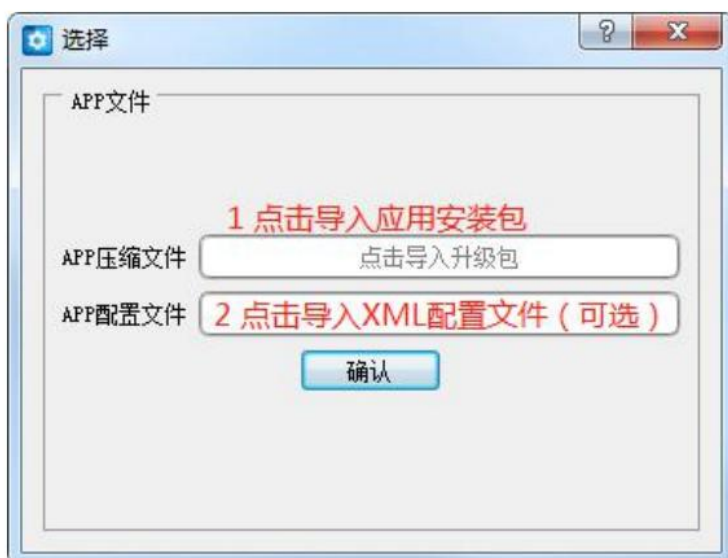 选择
APP文件
1 点击导入应用安装包
APP压缩文件 点击导入升级包
APP配置文件 2 点击导入XML配置文件（可选）
确认